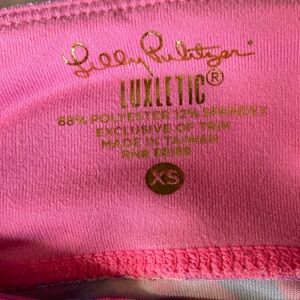 Lilly Pulitzer®
LUXLETIC®
88% POLYESTER 12% SPANDEX
EXCLUSIVE OF TRIM
MADE IN TAIWAN
XS